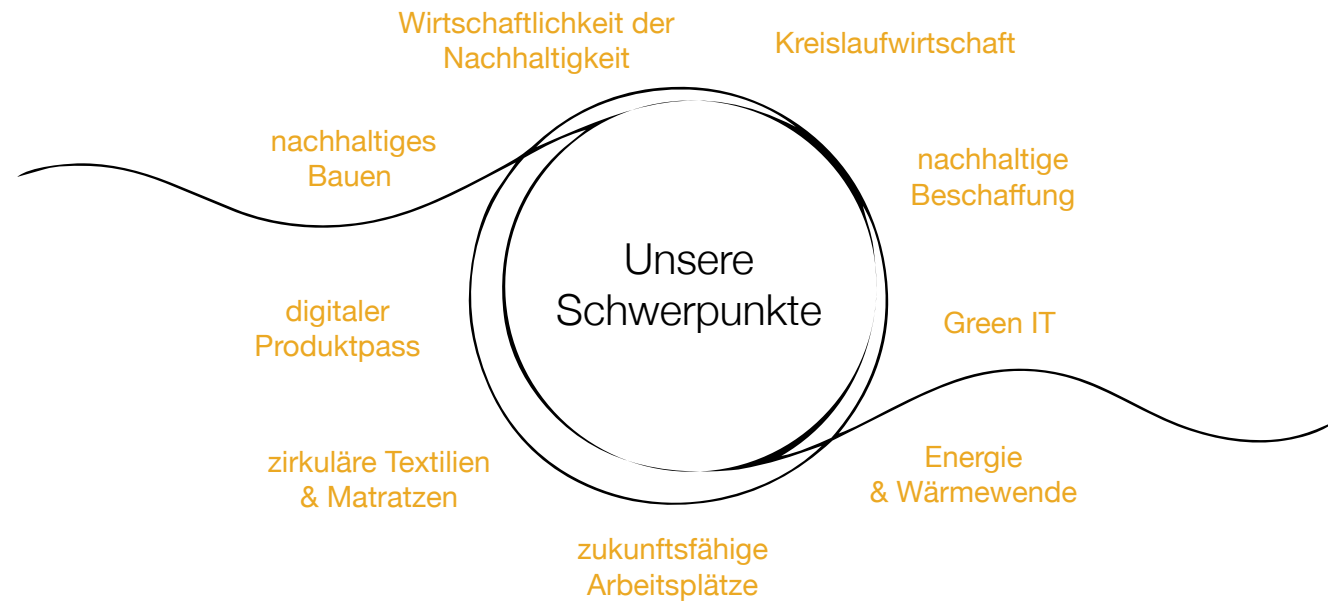 Wirtschaftlichkeit der
Nachhaltigkeit
Kreislaufwirtschaft
nachhaltiges
Bauen
nachhaltige
Beschaffung
Unsere
Schwerpunkte
digitaler
Produktpass
Green IT
zirkuläre Textilien
& Matratzen
Energie
& Wärmewende
zukunftsfähige
Arbeitsplätze